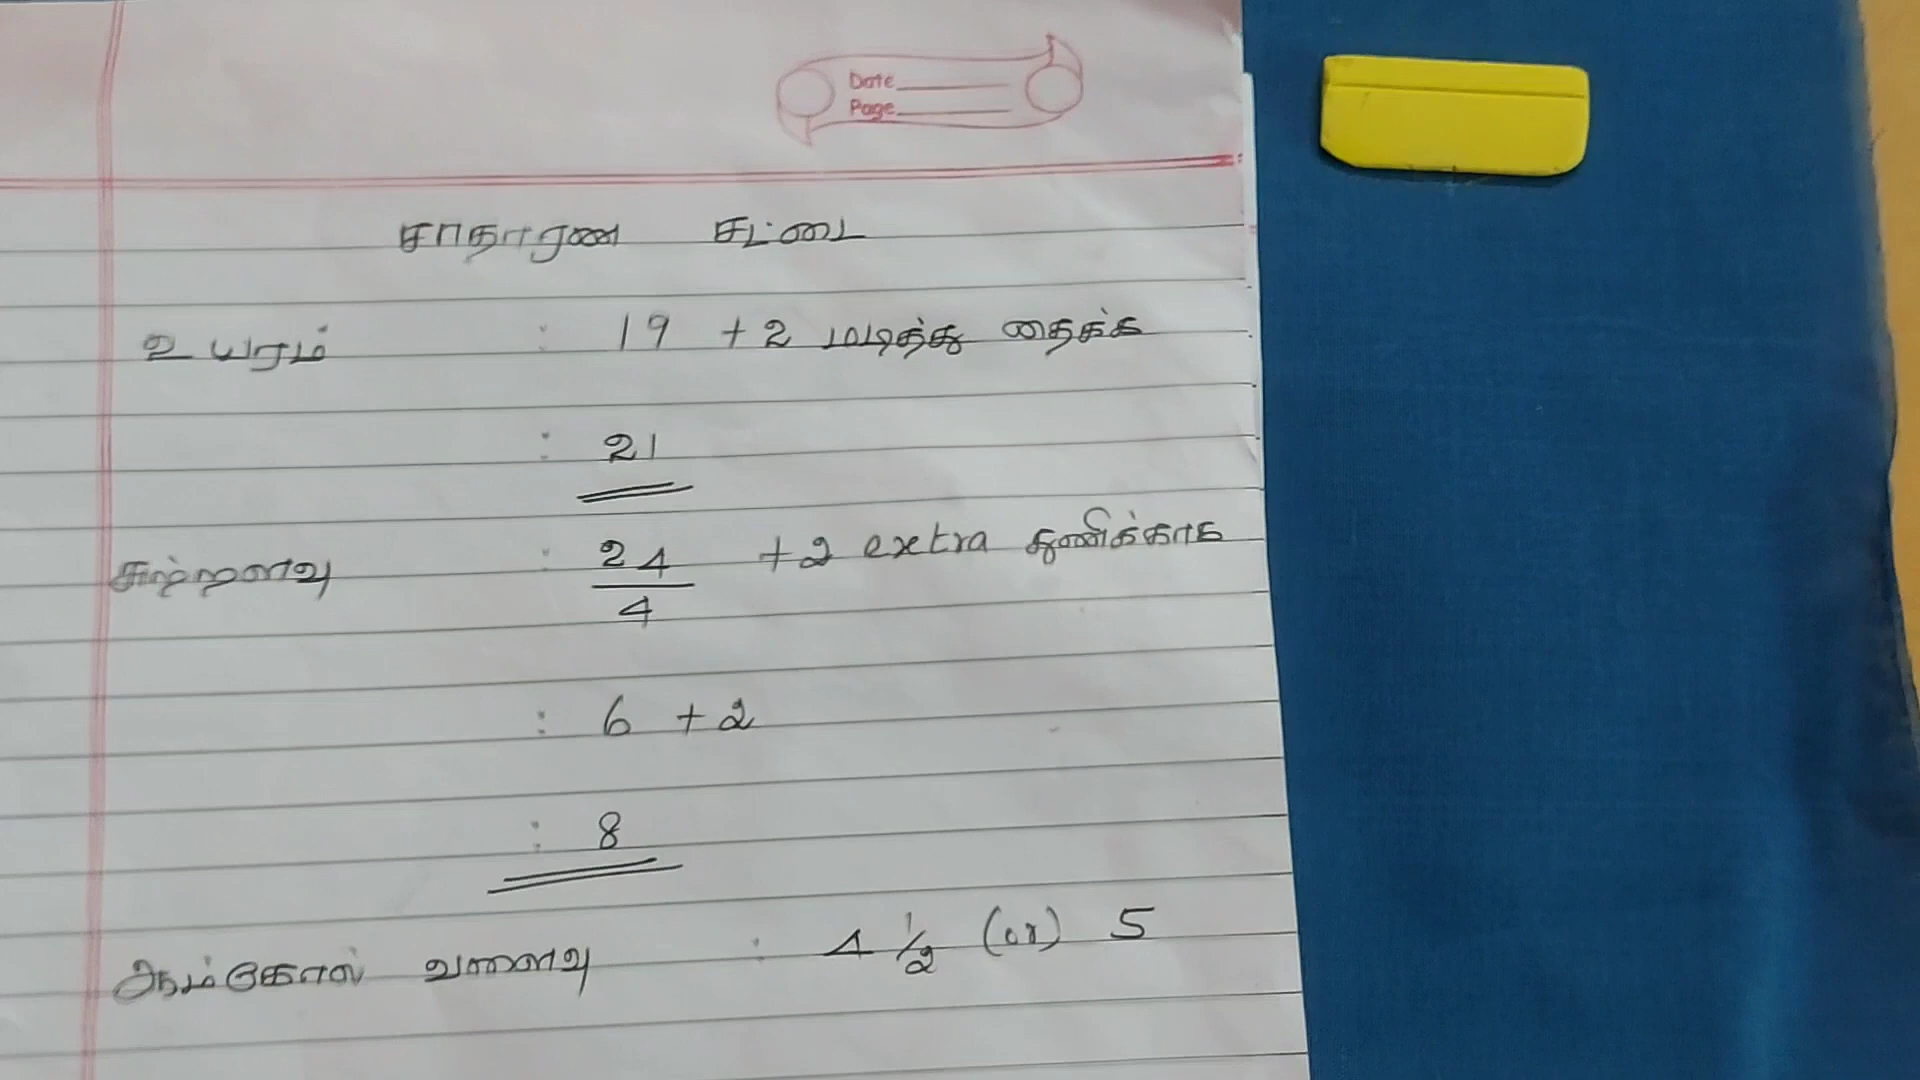 Date
Page
சாதாரண சட்டை
உயரம் : 19 +2 மடித்து தைக்க
: 21
சுற்றளவு : 24/4 +2 extra துணிக்காக
: 6 +2
: 8
ஆம்கோல் வளைவு : 4 1/2 (or) 5